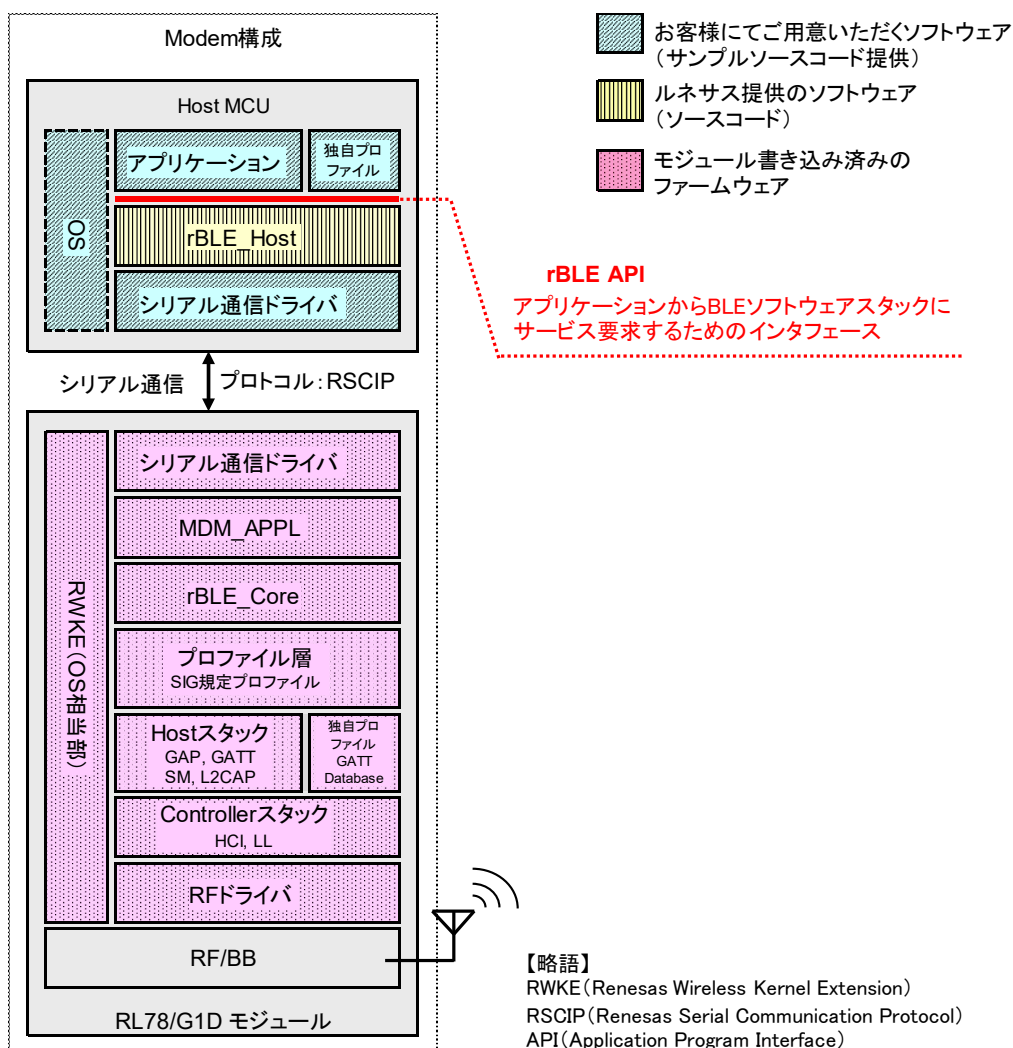 Modem構成
Host MCU
OS
アプリケーション
独自プロ
ファイル
rBLE_Host
シリアル通信ドライバ
シリアル通信
プロトコル:RSCIP
RWKE(OS相当部)
シリアル通信ドライバ
MDM_APPL
rBLE_Core
プロファイル層
SIG規定プロファイル
Hostスタック
GAP, GATT
SM, L2CAP
独自プロ
ファイル
GATT
Database
Controllerスタック
HCI, LL
RFドライバ
RF/BB
RL78/G1D モジュール
お客様にてご用意いただくソフトウェア
(サンプルソースコード提供)
ルネサス提供のソフトウェア
(ソースコード)
モジュール書き込み済みの
ファームウェア
rBLE API
アプリケーションからBLEソフトウェアスタックに
サービス要求するためのインタフェース
【略語】
RWKE(Renesas Wireless Kernel Extension)
RSCIP(Renesas Serial Communication Protocol)
API(Application Program Interface)